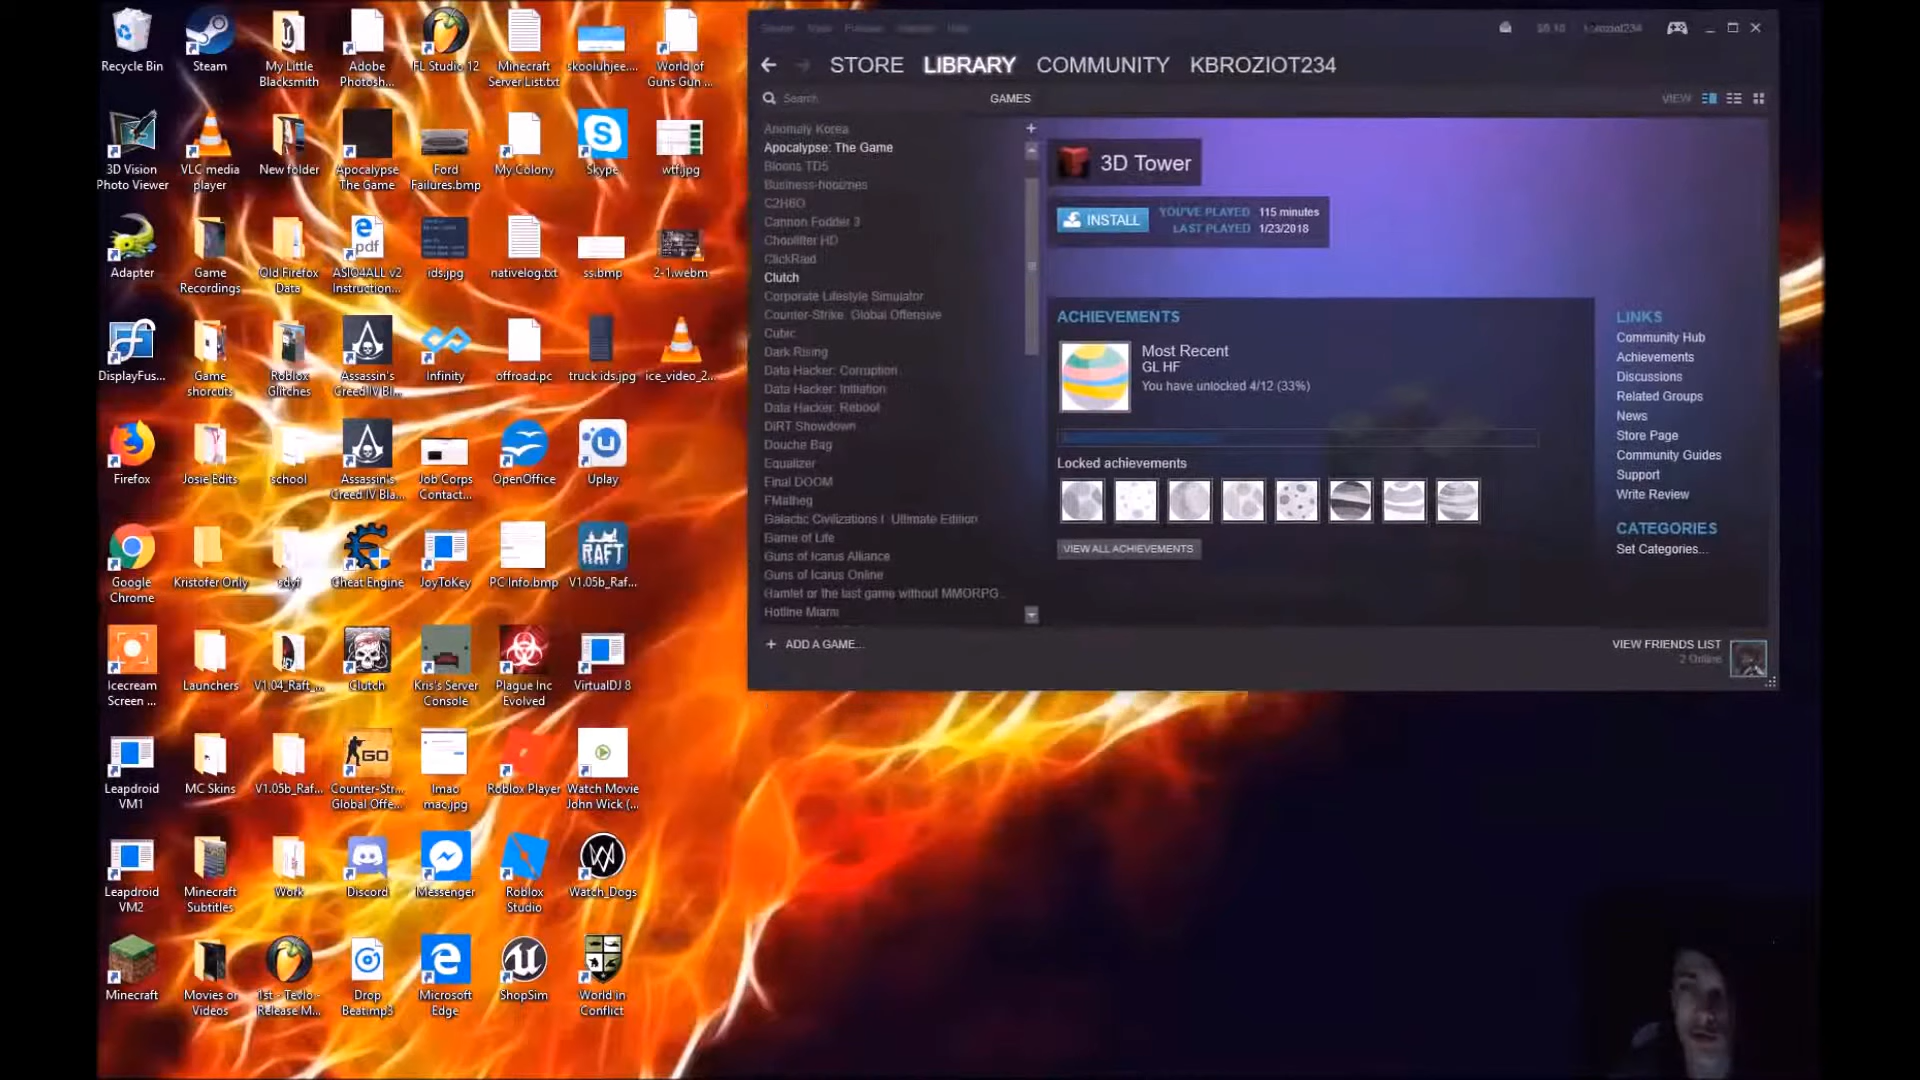 Recycle Bin
Steam
My Little
Blacksmith
Adobe
Photosh...
FL Studio 12
Minecraft
Server List.txt
skooluhjee....
World of
Guns Gun ...
3D Vision
Photo Viewer
VLC media
player
New folder
Apocalypse
The Game
Ford
Failures.bmp
My Colony
Skype
wtf.jpg
Adapter
Game
Recordings
Old Firefox
Data
pdf
ASIO4ALL v2
Instruction...
ids.jpg
nativelog.txt
ss.bmp
2-1.webm
DisplayFus...
Game
shorcuts
Roblox
Glitches
Assassin's
Creed IV Bl...
Infinity
offroad.pc
truck ids.jpg
ice_video_2...
Firefox
Josie Edits
school
Assassin's
Creed IV Bla...
Job Corps
Contact...
OpenOffice
Uplay
Google
Chrome
Kristofer Only
Cheat Engine
JoyToKey
PC Info.bmp
RAFT
V1.05b_Raf...
Icecream
Screen ...
Launchers
V1.04_Raft_...
Clutch
Kris's Server
Console
Plague Inc
Evolved
VirtualDJ 8
Leapdroid
VM1
MC Skins
V1.05b_Raf...
GO
Counter-Str...
Global Offe...
lmao
mac.jpg
Roblox Player
Watch Movie
John Wick (...
Leapdroid
VM2
Minecraft
Subtitles
Work
Discord
Messenger
Roblox
Studio
Watch_Dogs
Minecraft
Movies or
Videos
1st - Tevlo -
Release M...
Drop
Beat.mp3
Microsoft
Edge
ShopSim
World in
Conflict
STORE LIBRARY COMMUNITY KBROZIOT234
Search
GAMES
VIEW
Anomaly Korea
Apocalypse: The Game
Bloons TD5
C2H6O
Cannon Fodder 3
Choplifter HD
ClickRaid
Clutch
Corporate Lifestyle Simulator
Counter-Strike: Global Offensive
Cubic
Dark Rising
Data Hacker: Corruption
Data Hacker: Initiation
Data Hacker: Reboot
DiRT Showdown
Douche Bag
Equalizer
Final DOOM
FMatheg
Galactic Civilizations I Ultimate Edition
Game of Life
Guns of Icarus Alliance
Guns of Icarus Online
Hamlet or the last game without MMORPG...
Hotline Miami
+ ADD A GAME...
3D Tower
INSTALL
YOU'VE PLAYED 115 minutes
LAST PLAYED 1/23/2018
ACHIEVEMENTS
Most Recent
GL HF
You have unlocked 4/12 (33%)
Locked achievements
VIEW ALL ACHIEVEMENTS
LINKS
Community Hub
Achievements
Discussions
Related Groups
News
Store Page
Community Guides
Support
Write Review
CATEGORIES
Set Categories...
VIEW FRIENDS LIST
2 Online